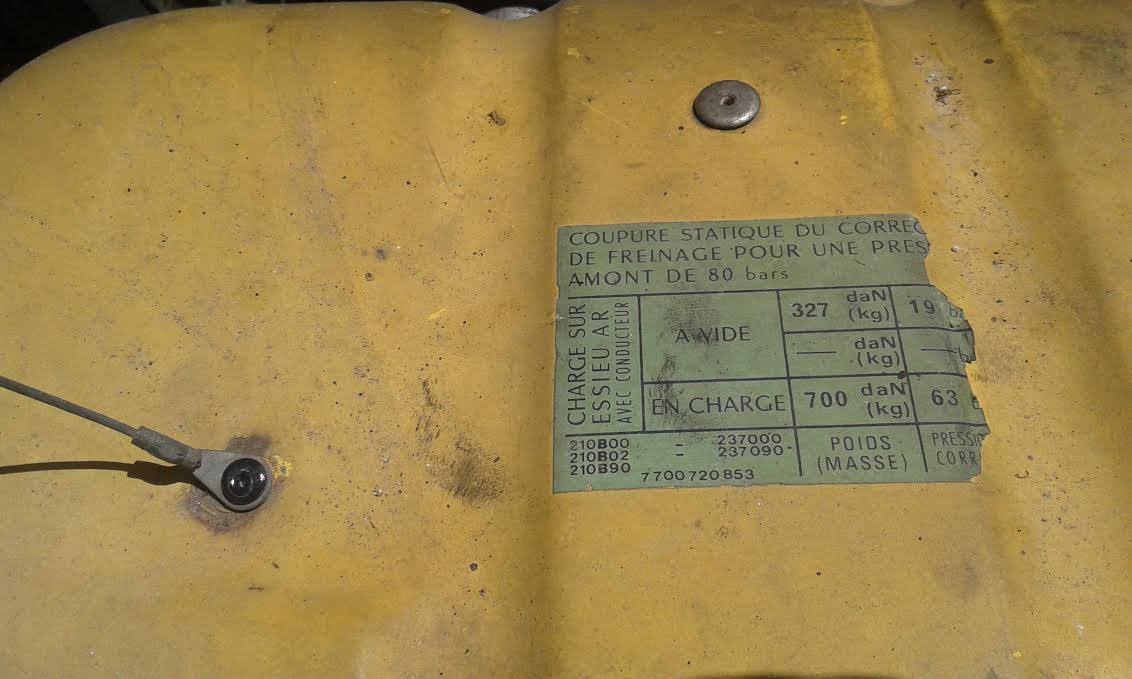 COUPURE STATIQUE DU CORREC
DE FREINAGE POUR UNE PRES
AMONT DE 80 bars
CHARGE SUR
ESSIEU AR
AVEC CONDUCTEUR
A VIDE
327 daN (kg)
19 b
— daN (kg)
—
EN CHARGE
700 daN (kg)
63
210B00 - 237000
210B02 - 237090-
210B90
7700720853
POIDS
(MASSE)
PRESSIO
CORR